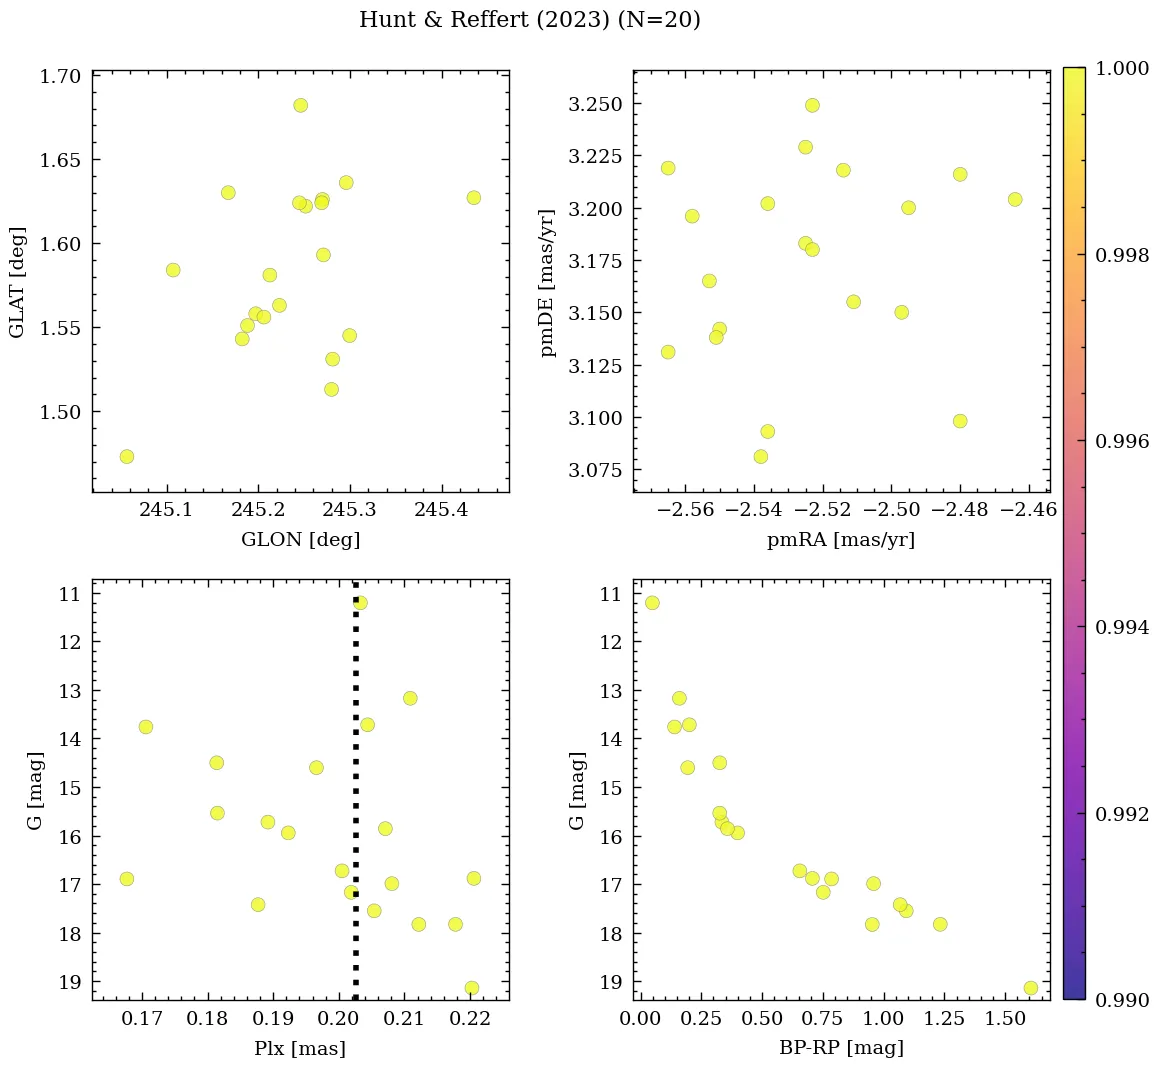 Hunt & Reffert (2023) (N=20)
1.70
1.65
1.60
1.55
1.50
GLAT [deg]
245.1 245.2 245.3 245.4
GLON [deg]
3.250
3.225
3.200
3.175
3.150
3.125
3.100
3.075
pmDE [mas/yr]
−2.56 −2.54 −2.52 −2.50 −2.48 −2.46
pmRA [mas/yr]
11
12
13
14
15
16
17
18
19
G [mag]
0.17 0.18 0.19 0.20 0.21 0.22
Plx [mas]
11
12
13
14
15
16
17
18
19
G [mag]
0.00 0.25 0.50 0.75 1.00 1.25 1.50
BP-RP [mag]
1.000
0.998
0.996
0.994
0.992
0.990